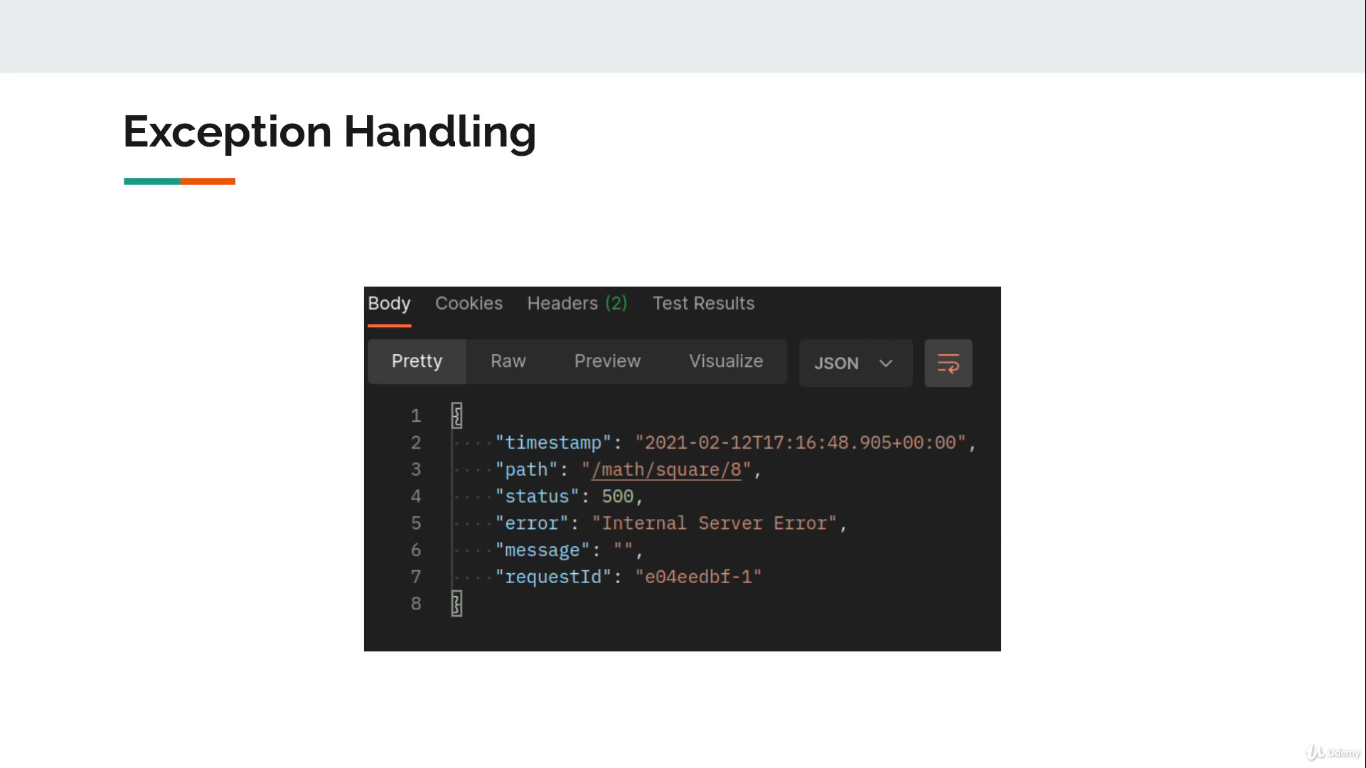 Exception Handling
Body Cookies Headers (2) Test Results
Pretty Raw Preview Visualize JSON
1 {
2 "timestamp": "2021-02-12T17:16:48.905+00:00",
3 "path": "/math/square/8",
4 "status": 500,
5 "error": "Internal Server Error",
6 "message": "",
7 "requestId": "e04eedbf-1"
8 }
Udemy